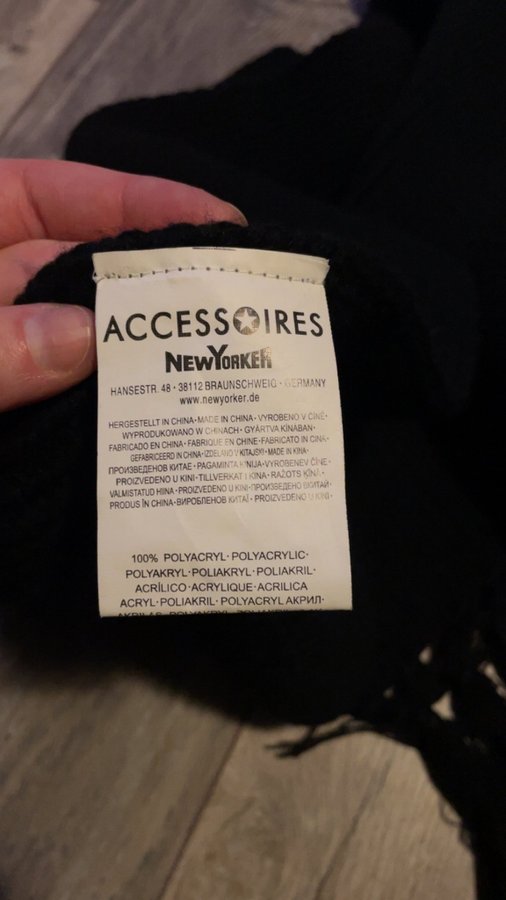 ACCESSOIRES
NEWYORKER
HANSESTR. 48 · 38112 BRAUNSCHWEIG · GERMANY
www.newyorker.de
HERGESTELLT IN CHINA · MADE IN CHINA · VYROBENO V ČÍNĚ ·
WYPRODUKOWANO W CHINACH · GYÁRTVA KÍNÁBAN ·
FABRICADO EN CHINA · FABRIQUE EN CHINE · FABRICATO IN CINA ·
GEFABRICEERD IN CHINA · IZDELANO V KITAJSKI · MADE IN KINA ·
ПРОИЗВЕДЕНОВ КИТАЕ · PAGAMINTA KINIJA · VYROBENEV ČÍNE ·
PROIZVEDENO U KINI · TILLVERKAT I KINA · RAŽOTS ĶĪNĀ ·
VALMISTATUD HIINA · PROIZVEDENO U KINI · ПРОИЗВЕДЕНО ВКИТАЙ ·
PRODUS ÎN CHINA · ВИРОБЛЕНОВ КИТАЇ · PROIZVEDENO U KINI ·
100% POLYACRYL · POLYACRYLIC ·
POLYAKRYL · POLIAKRYL · POLIAKRIL ·
ACRÍLICO · ACRYLIQUE · ACRILICA
ACRYL · POLIAKRIL · POLYACRYL АКРИЛ ·